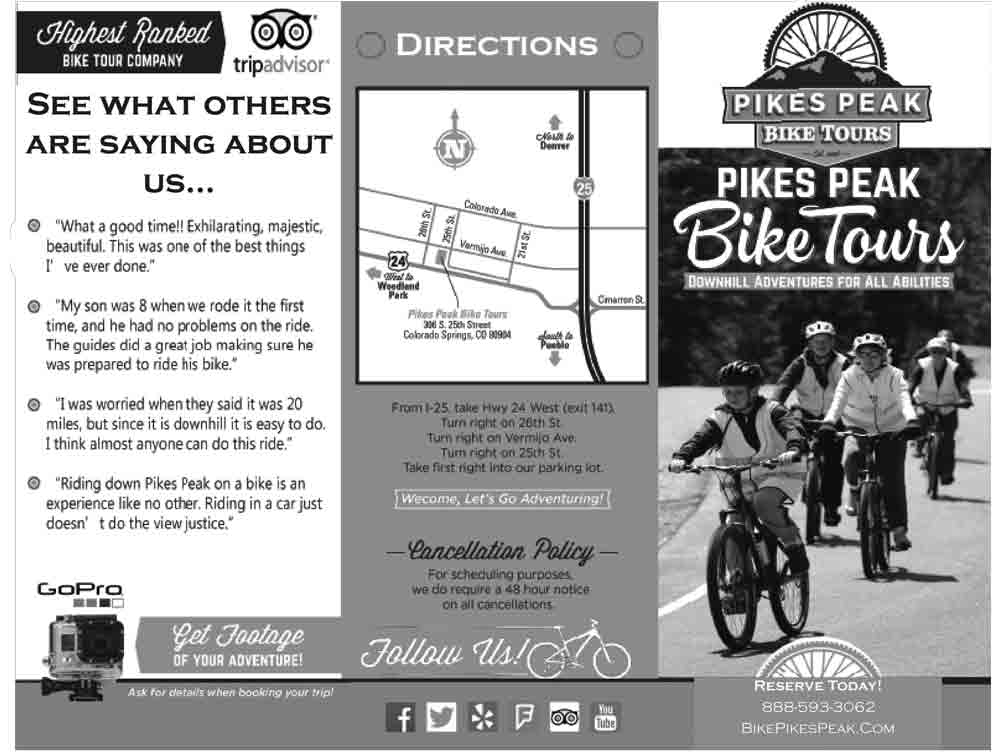 Highest Ranked
BIKE TOUR COMPANY
tripadvisor®
SEE WHAT OTHERS
ARE SAYING ABOUT
US...
"What a good time!! Exhilarating, majestic,
beautiful. This was one of the best things
I' ve ever done."
"My son was 8 when we rode it the first
time, and he had no problems on the ride.
The guides did a great job making sure he
was prepared to ride his bike."
"I was worried when they said it was 20
miles, but since it is downhill it is easy to do.
I think almost anyone can do this ride."
"Riding down Pikes Peak on a bike is an
experience like no other. Riding in a car just
doesn' t do the view justice."
GoPro
Get Footage
OF YOUR ADVENTURE!
Ask for details when booking your trip!
DIRECTIONS
N
North to
Denver
25
Colorado Ave.
26th St.
25th St.
Vermijo Ave.
21st St.
24
West to
Woodland
Park
Cimarron St.
Pikes Peak Bike Tours
306 S. 25th Street
Colorado Springs, CO 80904
South to
Pueblo
From I-25, take Hwy 24 West (exit 141),
Turn right on 26th St.
Turn right on Vermijo Ave.
Turn right on 25th St.
Take first right into our parking lot.
Wecome, Let's Go Adventuring!
Cancellation Policy
For scheduling purposes,
we do require a 48 hour notice
on all cancellations.
Follow Us!
You
Tube
PIKES PEAK
BIKE TOURS
PIKES PEAK
Bike Tours
DOWNHILL ADVENTURES FOR ALL ABILITIES
RESERVE TODAY!
888-593-3062
BIKEPIKESPEAK.COM